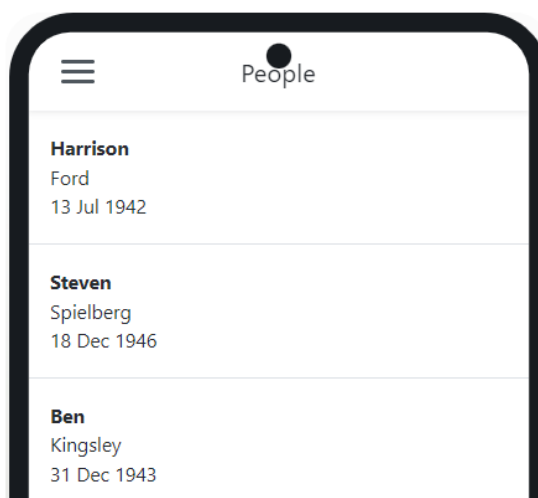 People
Harrison
Ford
13 Jul 1942
Steven
Spielberg
18 Dec 1946
Ben
Kingsley
31 Dec 1943